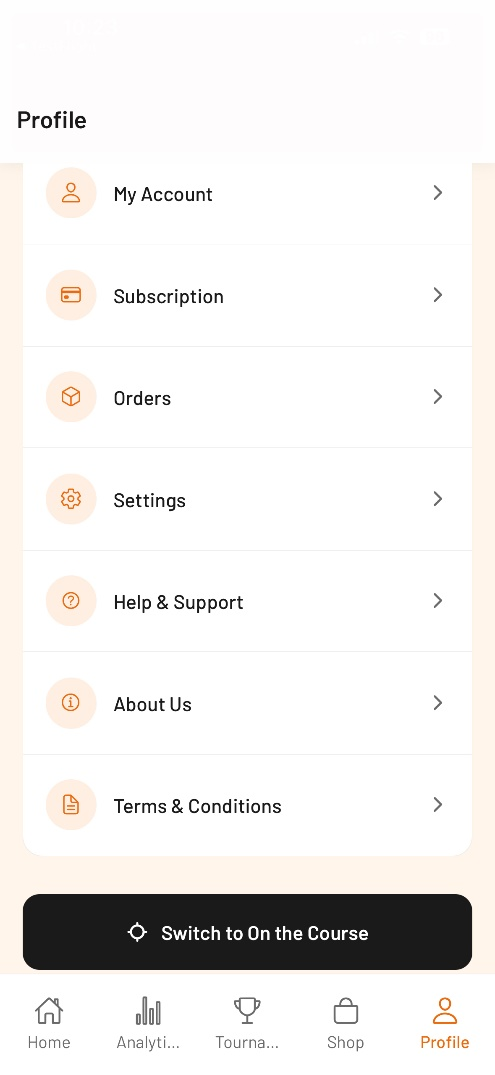 Profile
My Account
Subscription
Orders
Settings
Help & Support
About Us
Terms & Conditions
Switch to On the Course
Home
Analyti...
Tourna...
Shop
Profile